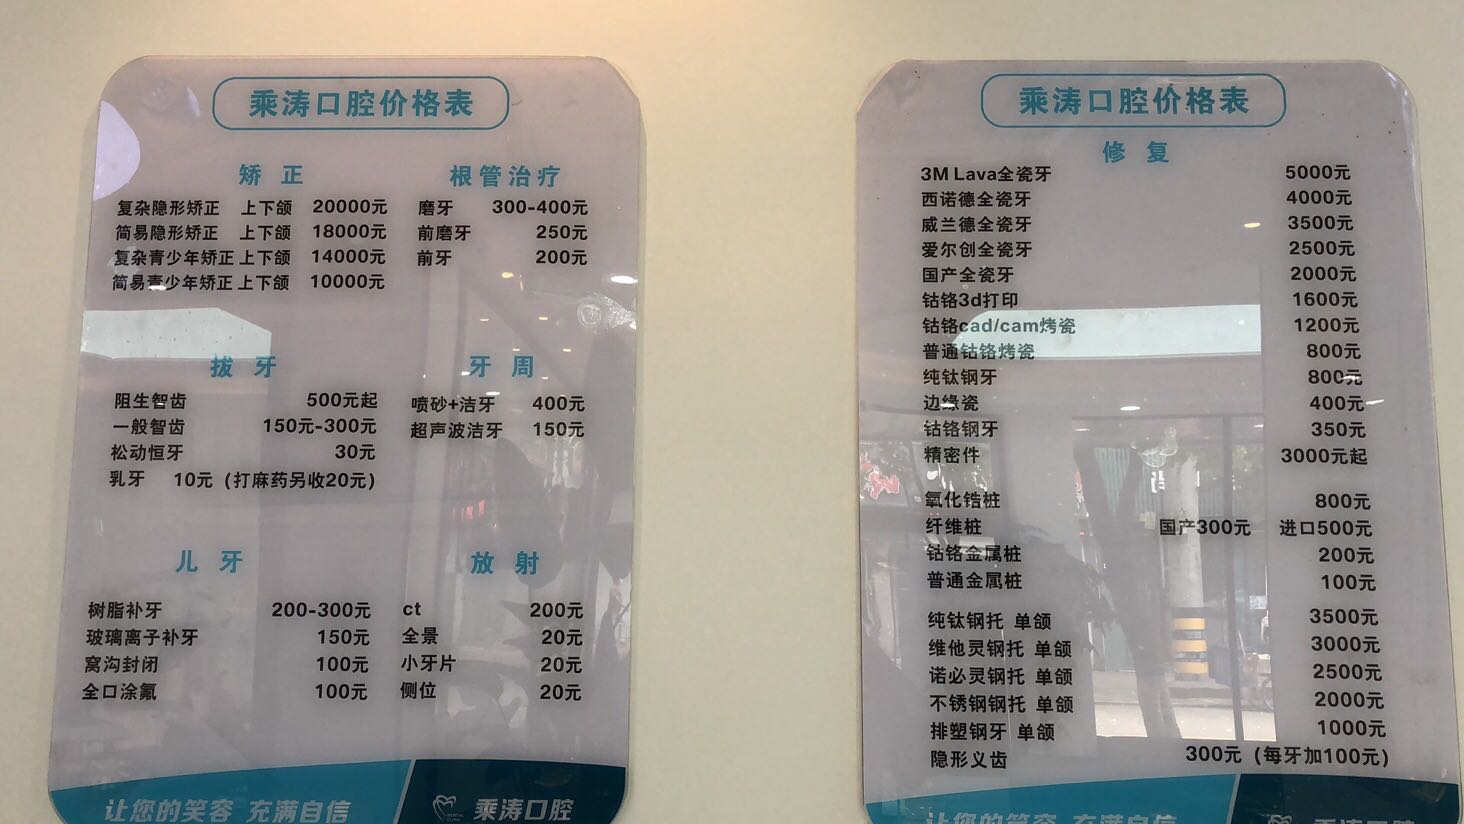 乘涛口腔价格表
矫 正
复杂隐形矫正 上下颌 20000元
简易隐形矫正 上下颌 18000元
复杂青少年矫正 上下颌 14000元
简易青少年矫正 上下颌 10000元
根管治疗
磨牙 300-400元
前磨牙 250元
前牙 200元
拔 牙
阻生智齿 500元起
一般智齿 150元-300元
松动恒牙 30元
乳牙 10元 (打麻药另收20元)
牙 周
喷砂+洁牙 400元
超声波洁牙 150元
儿 牙
树脂补牙 200-300元
玻璃离子补牙 150元
窝沟封闭 100元
全口涂氟 100元
放 射
ct 200元
全景 20元
小牙片 20元
侧位 20元
让您的笑容 充满自信
乘涛口腔
乘涛口腔价格表
修 复
3M Lava全瓷牙 5000元
西诺德全瓷牙 4000元
威兰德全瓷牙 3500元
爱尔创全瓷牙 2500元
国产全瓷牙 2000元
钴铬3d打印 1600元
钴铬cad/cam烤瓷 1200元
普通钴铬烤瓷 800元
纯钛钢牙 800元
边缘瓷 400元
钴铬钢牙 350元
精密件 3000元起
氧化锆桩 800元
纤维桩 国产300元 进口500元
钴铬金属桩 200元
普通金属桩 100元
纯钛钢托 单颌 3500元
维他灵钢托 单颌 3000元
诺必灵钢托 单颌 2500元
不锈钢钢托 单颌 2000元
排塑钢牙 单颌 1000元
隐形义齿 300元 (每牙加100元)
让您的笑容 充满自信
乘涛口腔